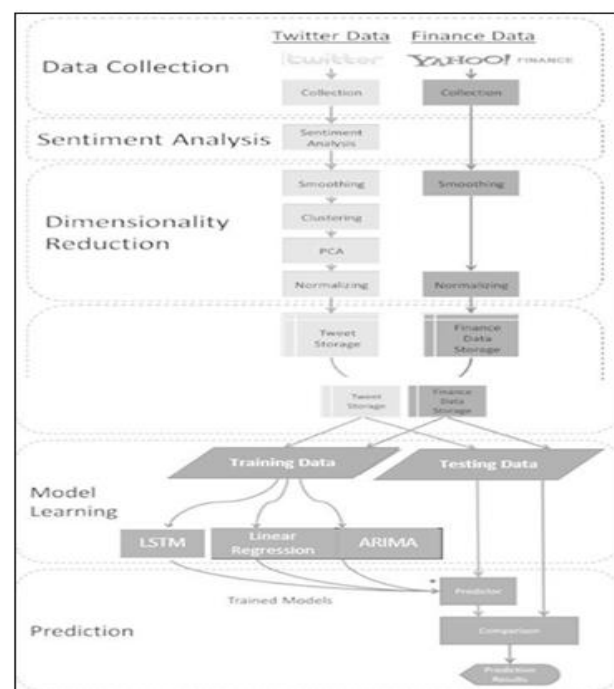 Twitter Data Finance Data
twitter YAHOO! FINANCE
Data Collection
Collection Collection
Sentiment Analysis
Sentiment
Analysis
Smoothing Smoothing
Clustering
Dimensionality
Reduction
PCA
Normalizing Normalizing
Tweet
Storage
Finance
Data
Storage
Tweet
Storage
Finance
Data
Storage
Training Data Testing Data
Model
Learning
LSTM
Linear
Regression
ARIMA
Trained Models
Predictor
Prediction
Comparison
Prediction
Results